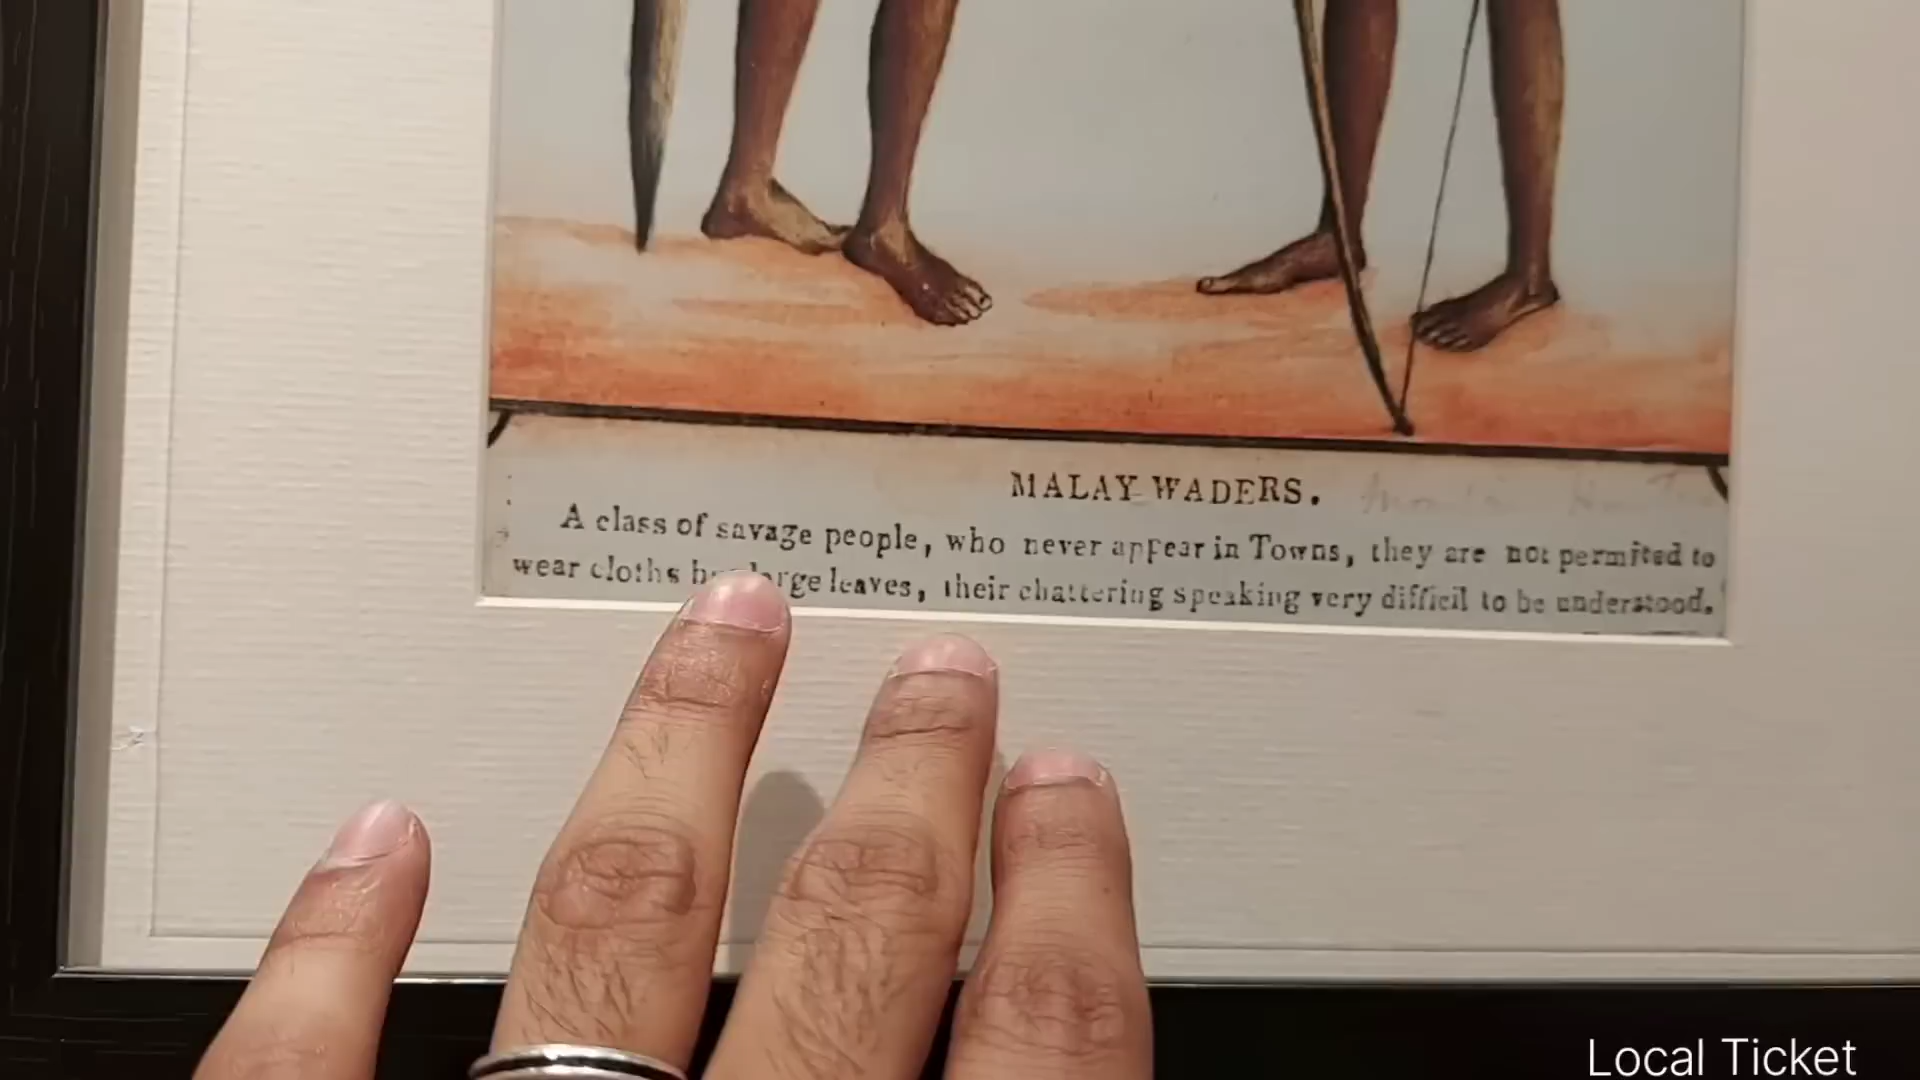 MALAY WADERS.
A class of savage people, who never appear in Towns, they are not permitted to
wear cloths large leaves, their chattering speaking very difficil to be understood.
Local Ticket